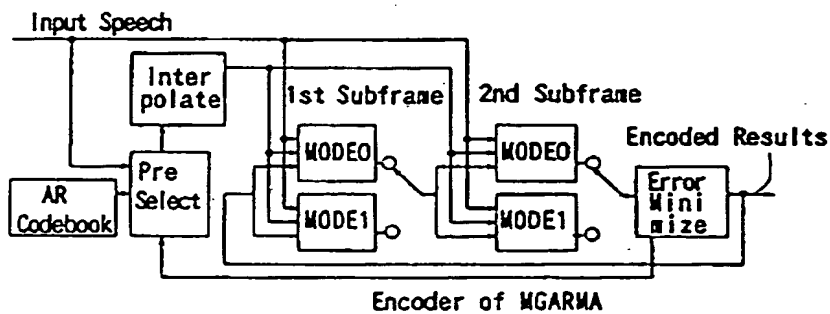 Input Speech
Inter
polate
1st Subframe
2nd Subframe
Encoded Results
MODE0
MODE0
Pre
Select
AR
Codebook
MODE1
MODE1
Error
Mini
mize
Encoder of MGARMA